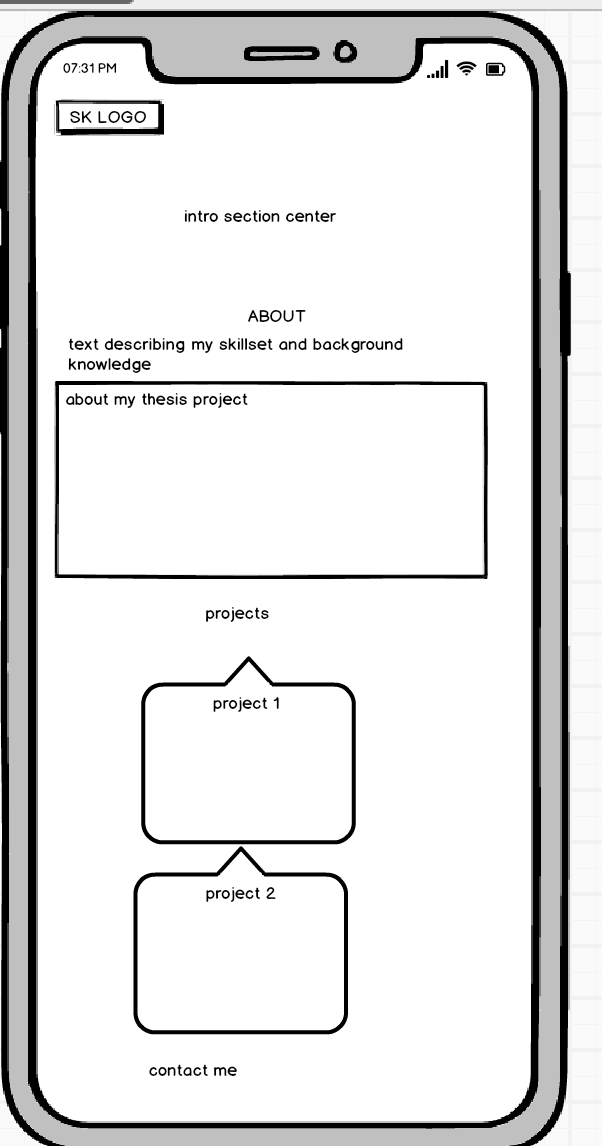 07:31 PM
SK LOGO
intro section center
ABOUT
text describing my skillset and background
knowledge
about my thesis project
projects
project 1
project 2
contact me